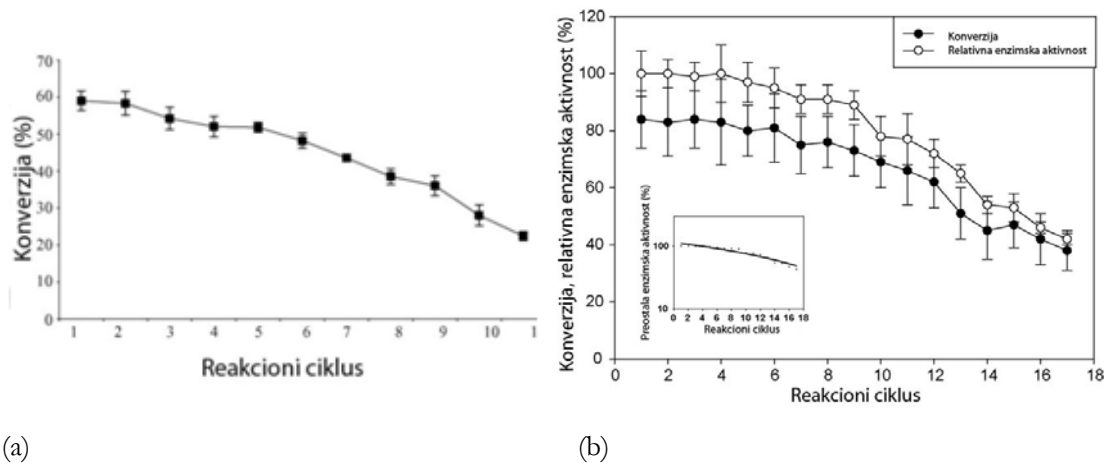 70
60
50
40
30
20
10
0
Konverzija (%)
1 2 3 4 5 6 7 8 9 10 1
Reakcioni ciklus
(a)
120
100
80
60
40
20
0
Konverzija, relativna enzimska aktivnost (%)
Konverzija
Relativna enzimska aktivnost
Preostala enzimska aktivnost (%)
100
10
0 2 4 6 8 10 12 14 16 18
Reakcioni ciklus
0 2 4 6 8 10 12 14 16 18
Reakcioni ciklus
(b)